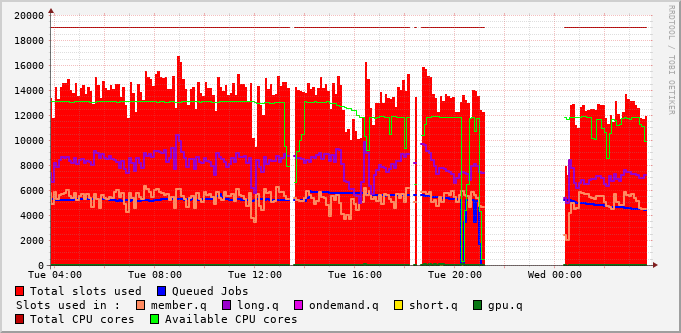 20000
18000
16000
14000
12000
10000
8000
6000
4000
2000
0
Tue 04:00 Tue 08:00 Tue 12:00 Tue 16:00 Tue 20:00 Wed 00:00
Total slots used Queued Jobs
Slots used in : member.q long.q ondemand.q short.q gpu.q
Total CPU cores Available CPU cores
RRDTOOL / TOBI OETIKER